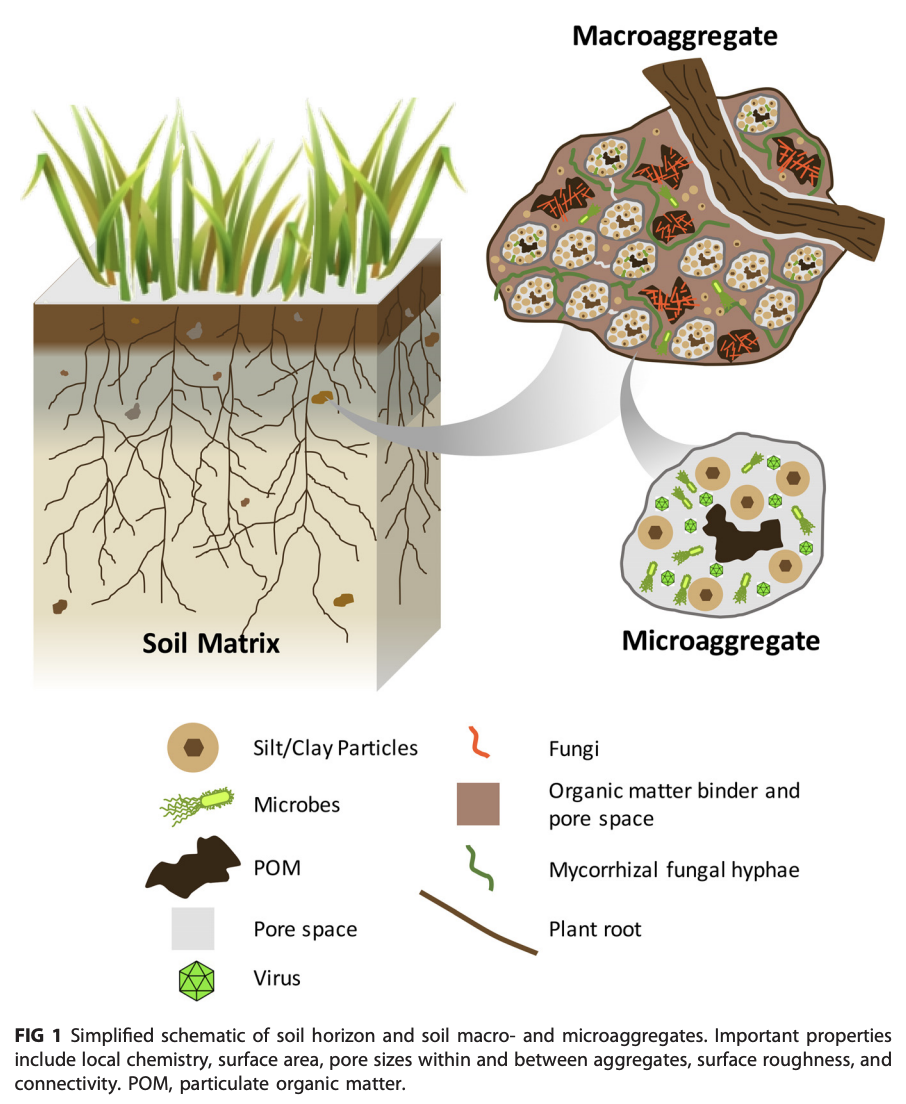 Macroaggregate
Soil Matrix
Microaggregate
Silt/Clay Particles
Microbes
POM
Pore space
Virus
Fungi
Organic matter binder and
pore space
Mycorrhizal fungal hyphae
Plant root
FIG 1 Simplified schematic of soil horizon and soil macro- and microaggregates. Important properties
include local chemistry, surface area, pore sizes within and between aggregates, surface roughness, and
connectivity. POM, particulate organic matter.